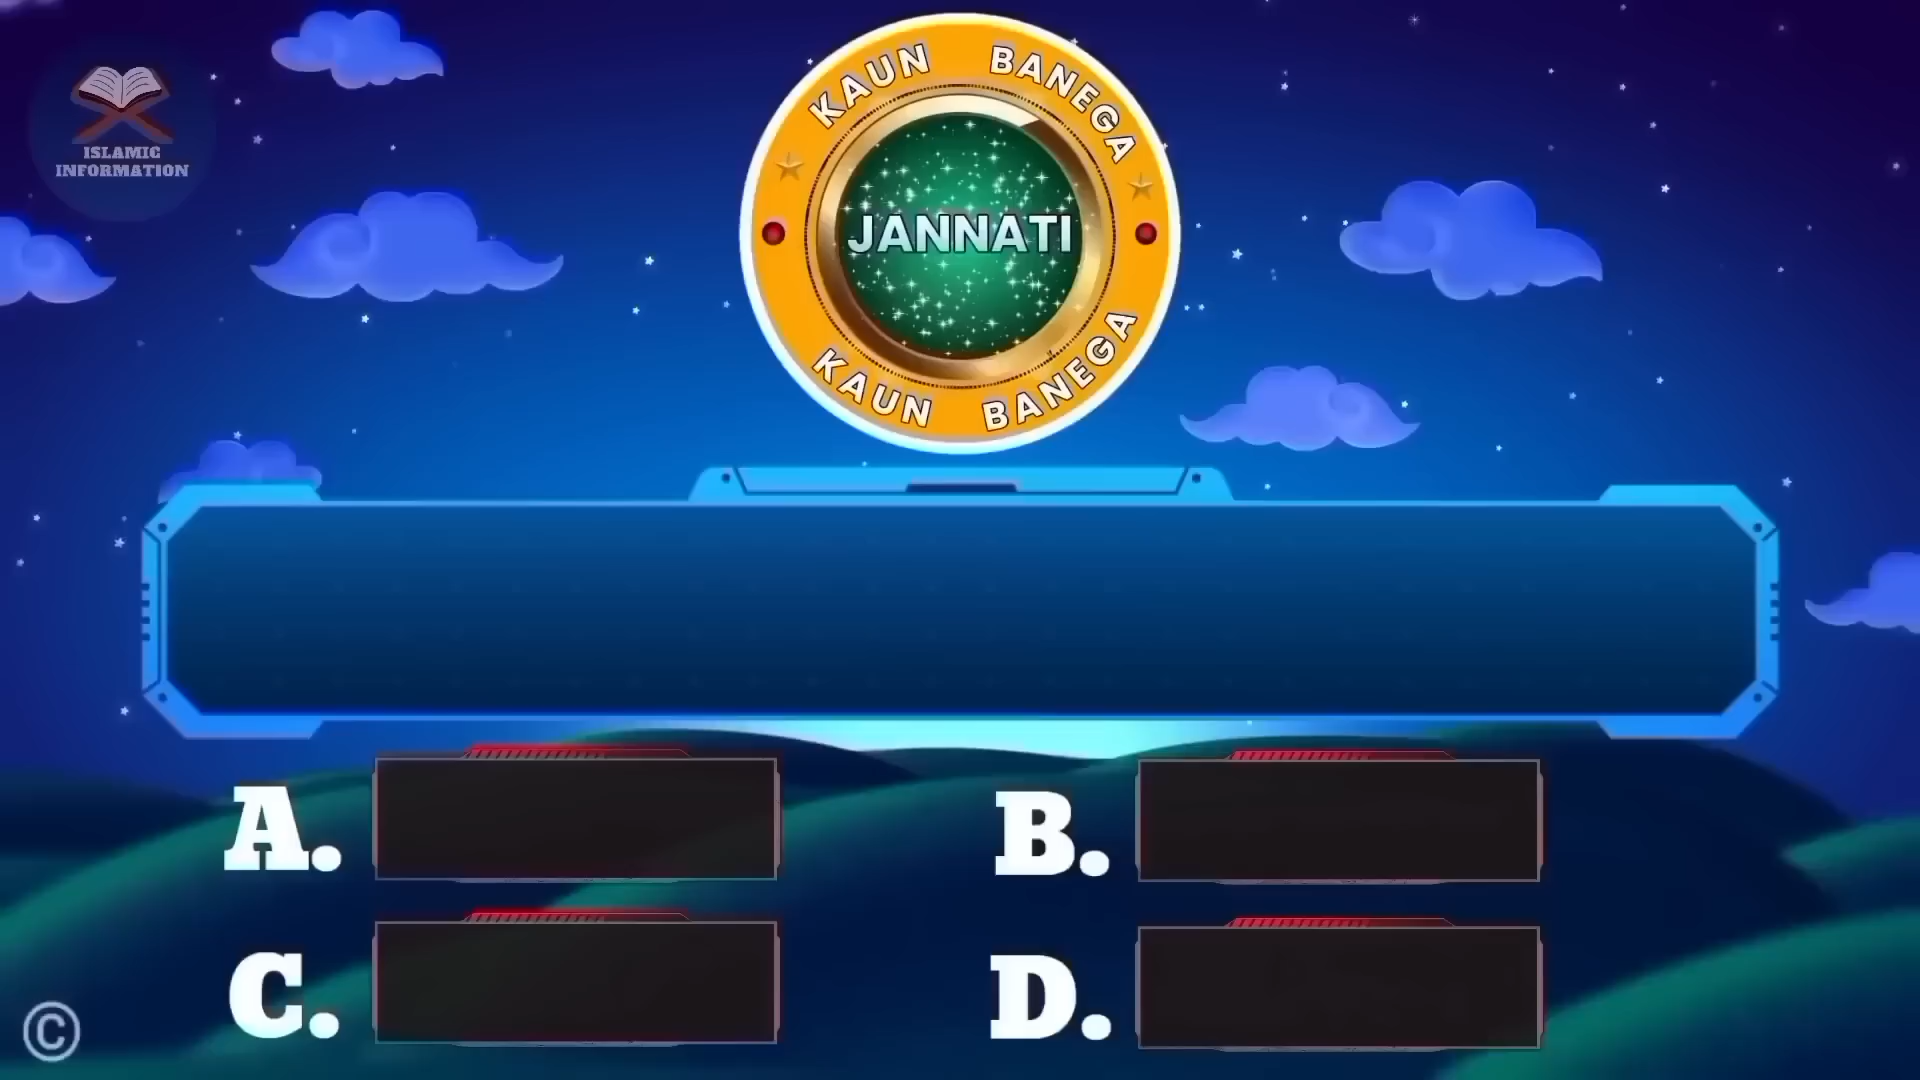 ISLAMIC
INFORMATION
KAUN BANEGA
JANNATI
KAUN BANEGA
A.
B.
C.
D.
©